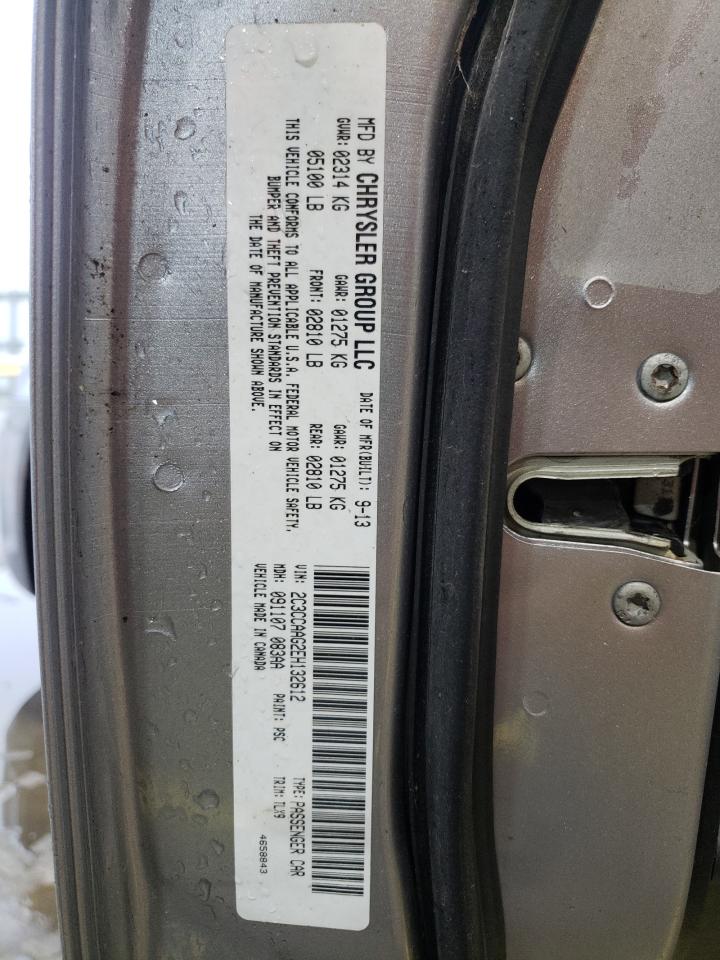 MFD BY CHRYSLER GROUP LLC DATE OF MFR(BUILT): 9-13
GVWR: 02314 KG GAWR: 01275 KG GAWR: 01275 KG
05100 LB FRONT: 02810 LB REAR: 02810 LB
THIS VEHICLE CONFORMS TO ALL APPLICABLE U.S.A. FEDERAL MOTOR VEHICLE SAFETY,
BUMPER AND THEFT PREVENTION STANDARDS IN EFFECT ON
THE DATE OF MANUFACTURE SHOWN ABOVE.
VIN: 2C3CCAAG2EH132612 TYPE: PASSENGER CAR
MDH: 091107 083AA PAINT: PSC TRIM: TLX9
VEHICLE MADE IN CANADA 4658843